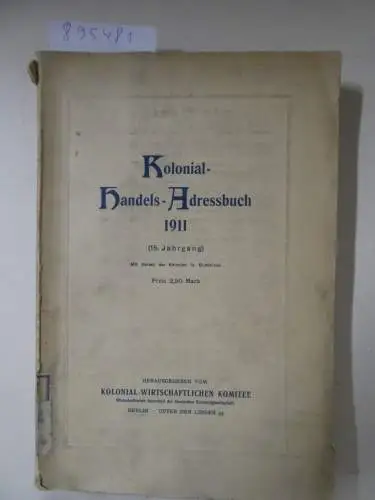 895481
Kolonial-
Handels-Adressbuch
1911
(15. Jahrgang)
Mit
Preis 2,50 Mark
HERAUSGEGEBEN VOM
KOLONIAL-WIRTSCHAFTLICHEN KOMITEE
BERLIN · UNTER DEN LINDEN